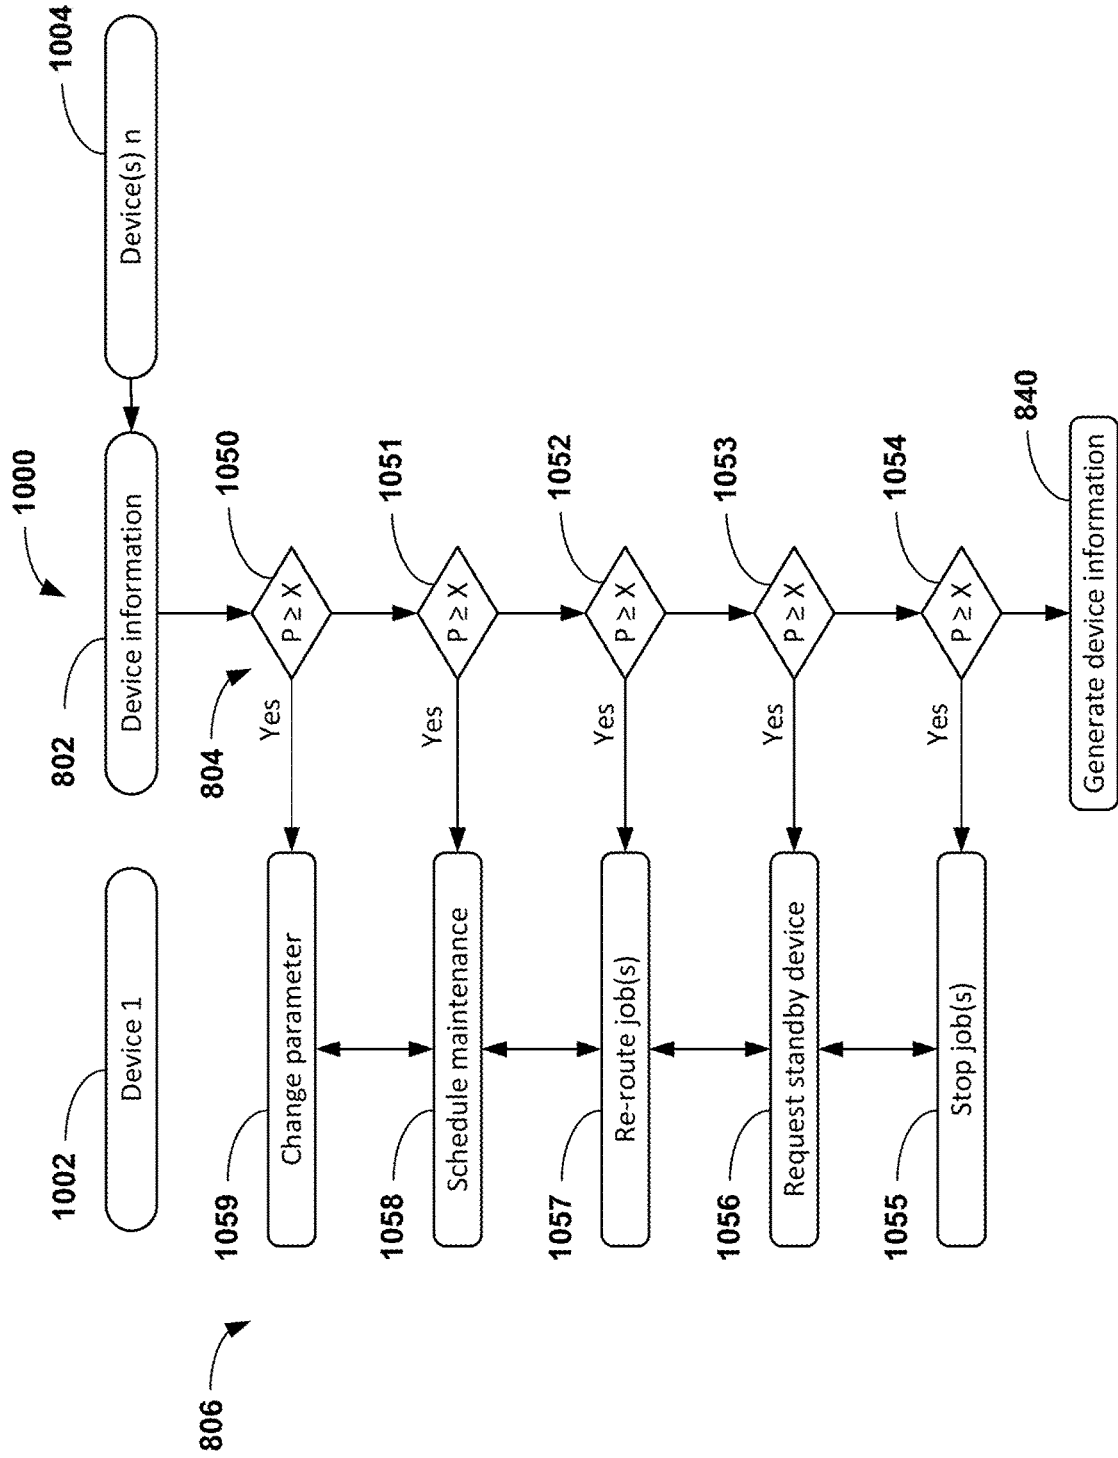 1000
1002
Device 1
802
Device information
1004
Device(s) n
806
804
1059
Change parameter
Yes
P ≥ X
1050
1058
Schedule maintenance
Yes
P ≥ X
1051
1057
Re-route job(s)
Yes
P ≥ X
1052
1056
Request standby device
Yes
P ≥ X
1053
1055
Stop job(s)
Yes
P ≥ X
1054
840
Generate device information